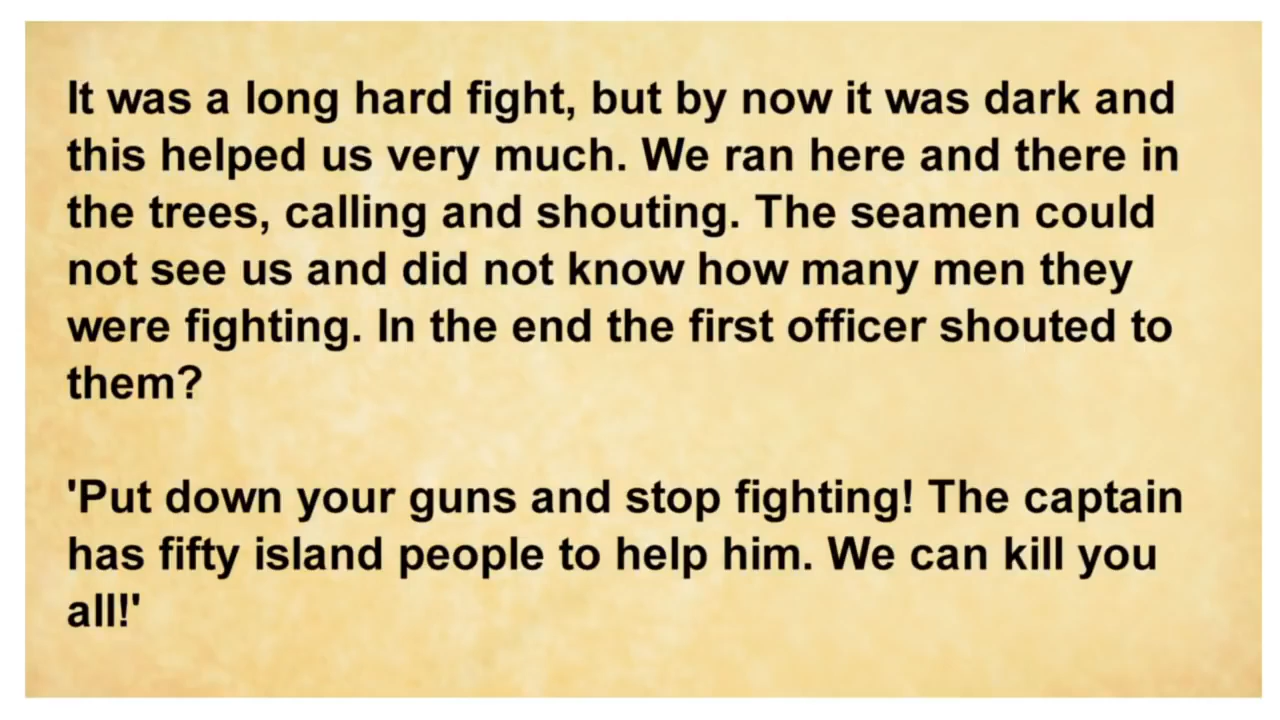 It was a long hard fight, but by now it was dark and
this helped us very much. We ran here and there in
the trees, calling and shouting. The seamen could
not see us and did not know how many men they
were fighting. In the end the first officer shouted to
them?
'Put down your guns and stop fighting! The captain
has fifty island people to help him. We can kill you
all!'